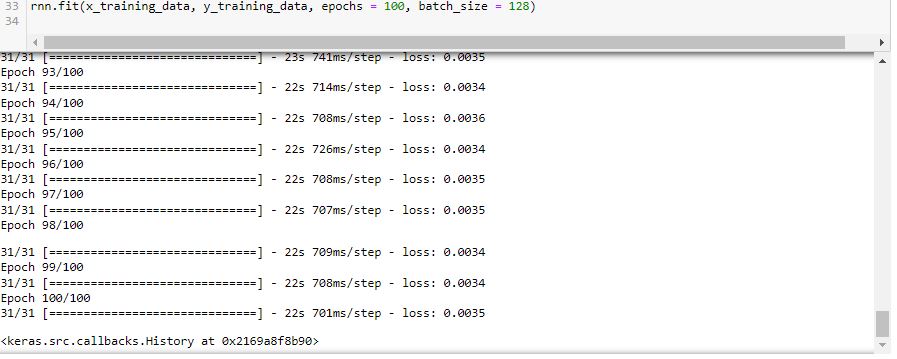 33 rnn.fit(x_training_data, y_training_data, epochs = 100, batch_size = 128)
34
31/31 [==============================] - 23s 741ms/step - loss: 0.0035
Epoch 93/100
31/31 [==============================] - 22s 714ms/step - loss: 0.0034
Epoch 94/100
31/31 [==============================] - 22s 708ms/step - loss: 0.0036
Epoch 95/100
31/31 [==============================] - 22s 726ms/step - loss: 0.0034
Epoch 96/100
31/31 [==============================] - 22s 708ms/step - loss: 0.0035
Epoch 97/100
31/31 [==============================] - 22s 707ms/step - loss: 0.0035
Epoch 98/100
31/31 [==============================] - 22s 709ms/step - loss: 0.0034
Epoch 99/100
31/31 [==============================] - 22s 708ms/step - loss: 0.0034
Epoch 100/100
31/31 [==============================] - 22s 701ms/step - loss: 0.0035
<keras.src.callbacks.History at 0x2169a8f8b90>